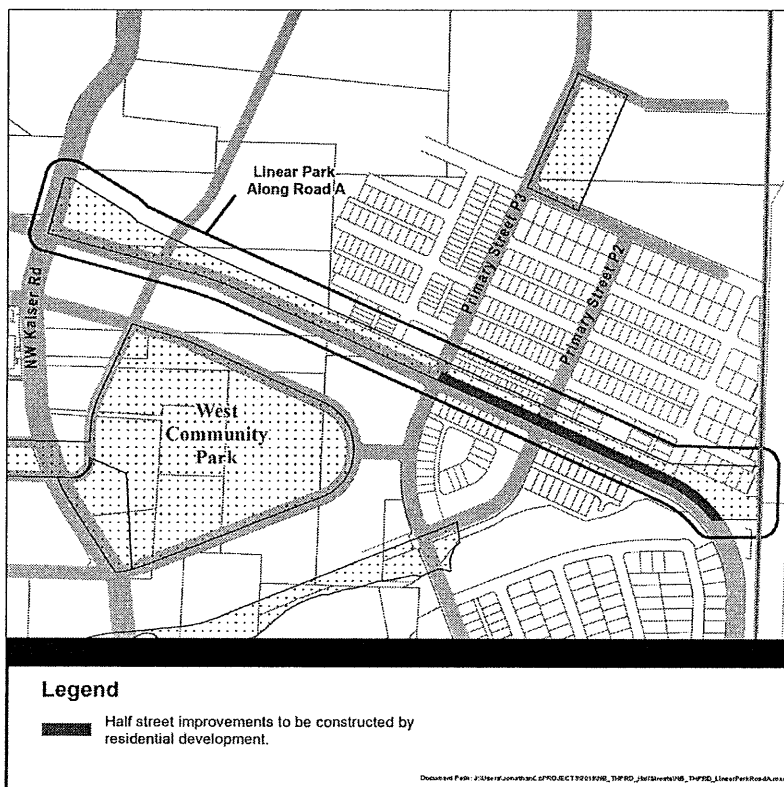 Linear Park
Along Road A
NW Kaiser Rd
Primary Street P3
Primary Street P2
West
Community
Park
Legend
Half street improvements to be constructed by
residential development.